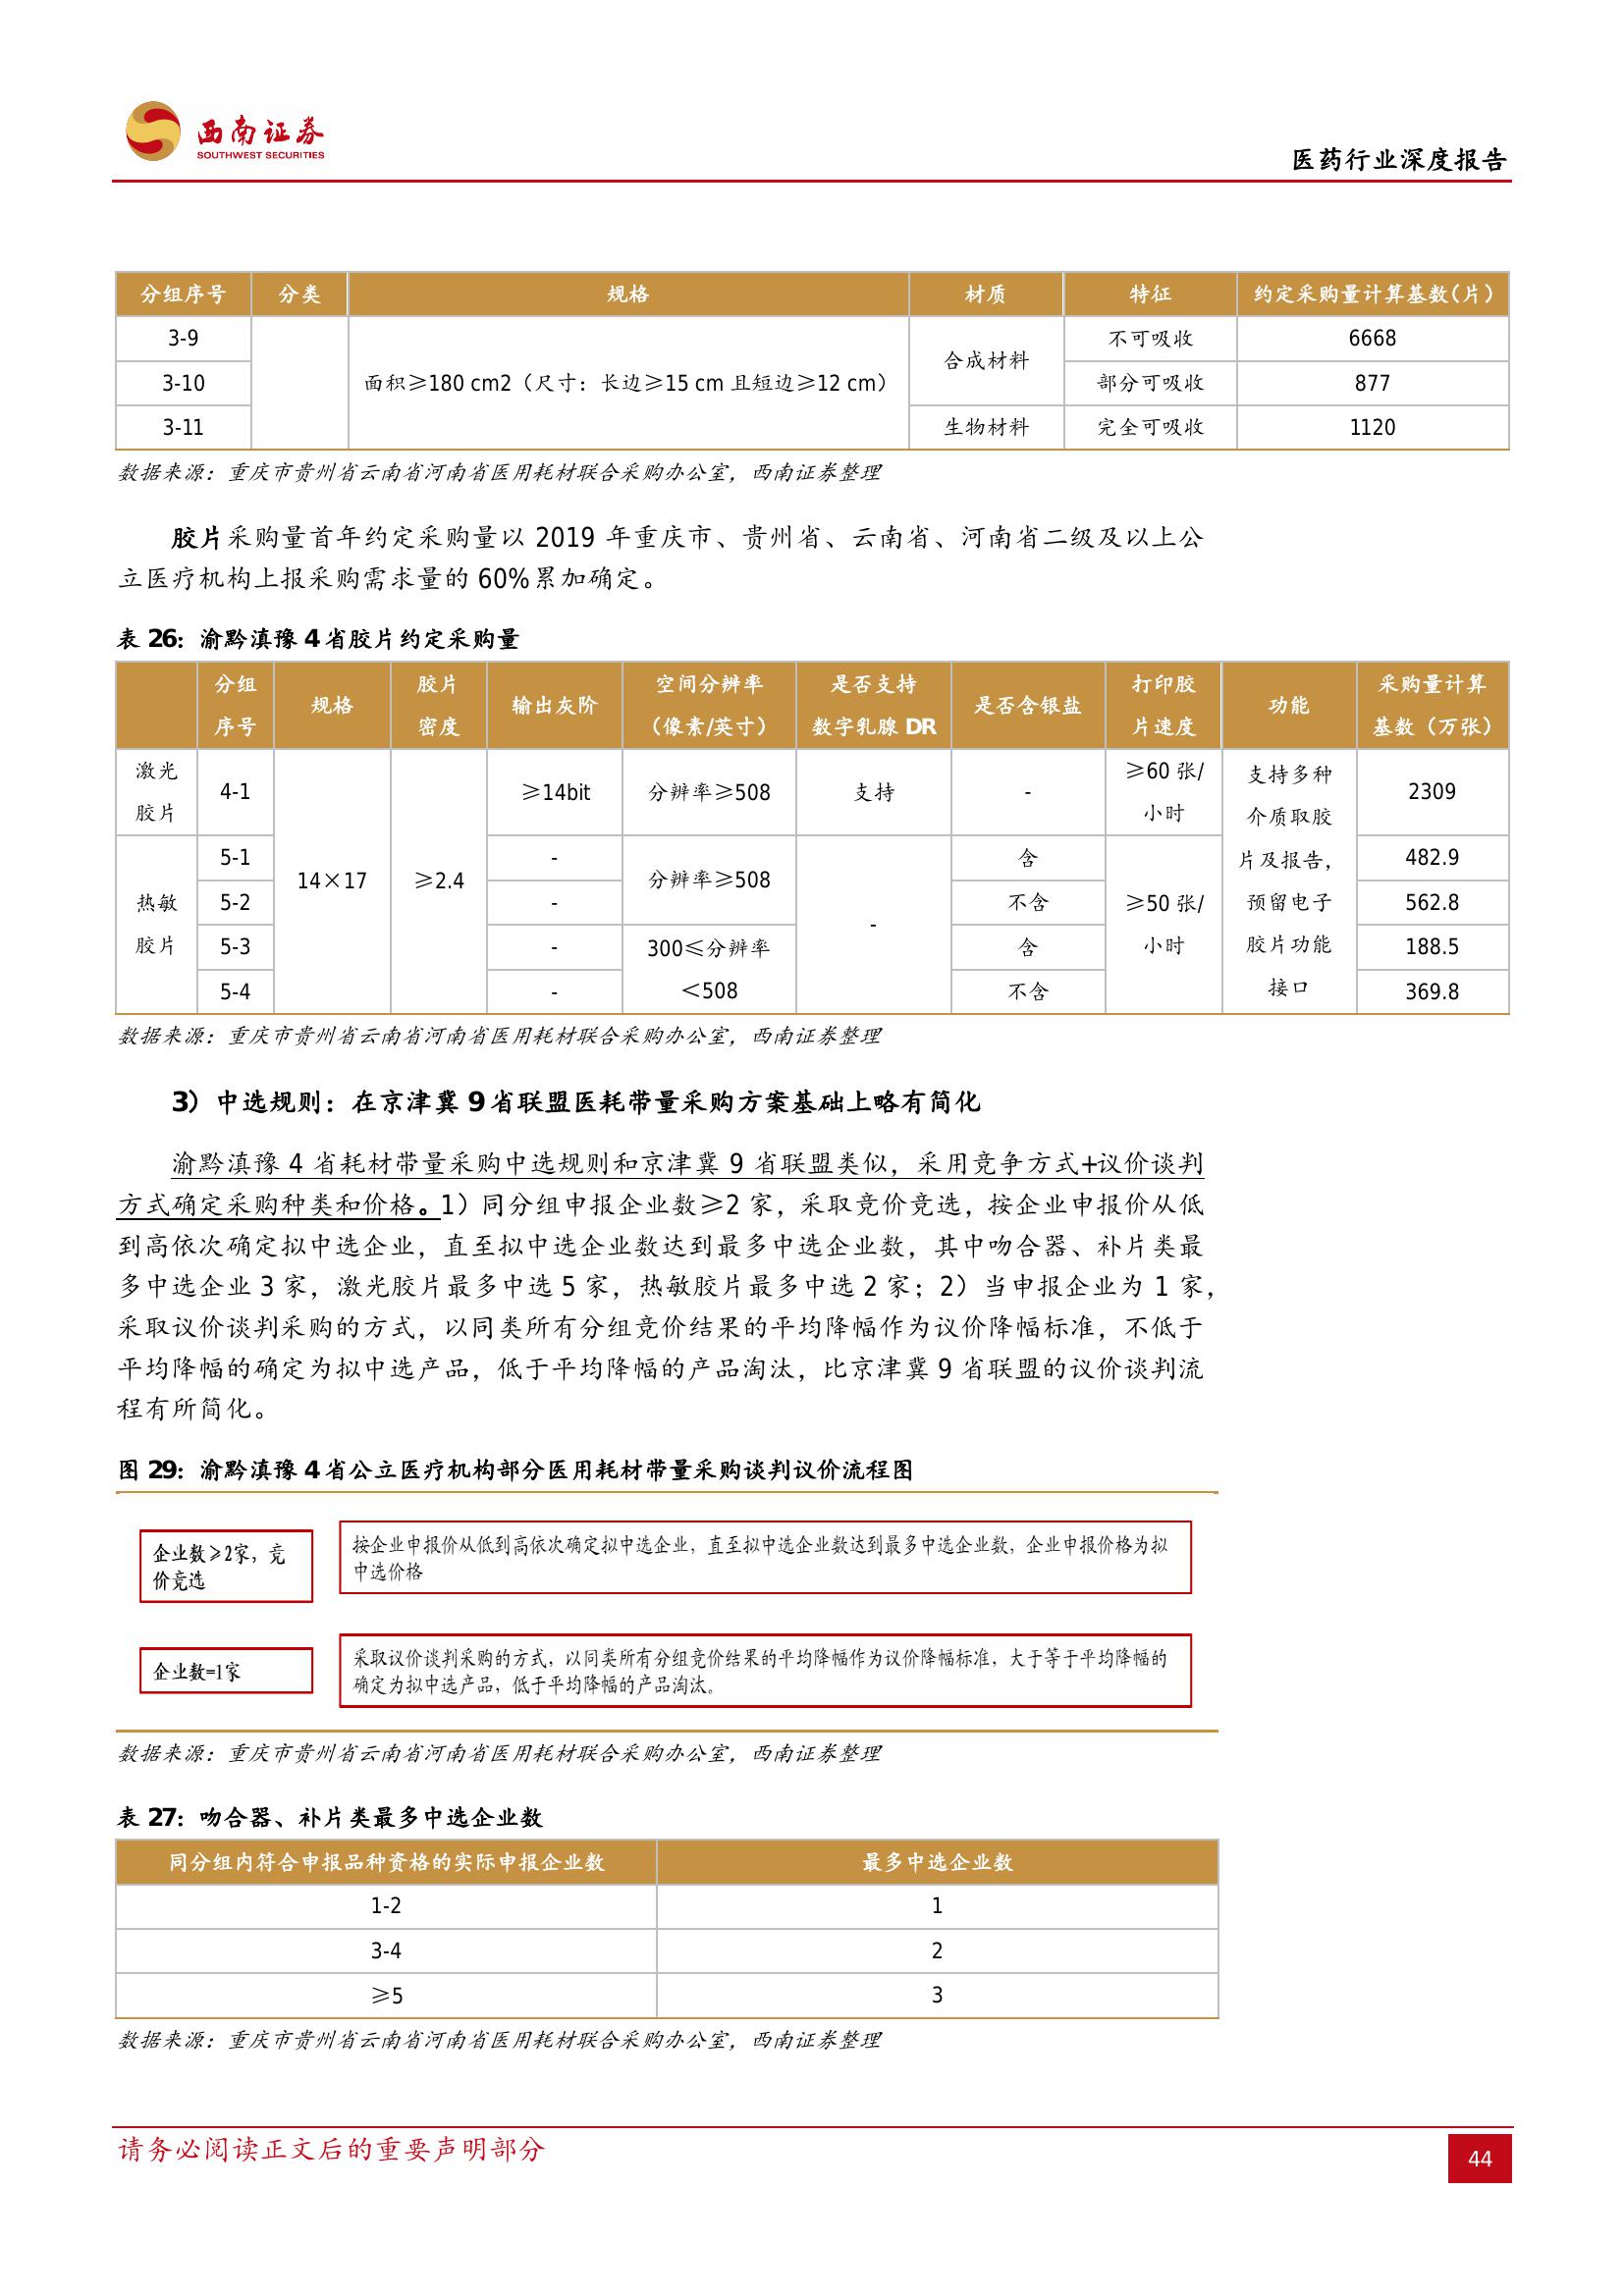 西南证券
SOUTHWEST SECURITIES
医药行业深度报告
分组序号 分类 规格 材质 特征 约定采购量计算基数(片)
3-9 面积≥180 cm2（尺寸：长边≥15 cm 且短边≥12 cm） 合成材料 不可吸收 6668
3-10 部分可吸收 877
3-11 生物材料 完全可吸收 1120
数据来源：重庆市贵州省云南省河南省医用耗材联合采购办公室，西南证券整理
胶片采购量首年约定采购量以 2019 年重庆市、贵州省、云南省、河南省二级及以上公
立医疗机构上报采购需求量的 60%累加确定。
表 26：渝黔滇豫 4 省胶片约定采购量
分组序号 规格 胶片密度 输出灰阶 空间分辨率（像素/英寸） 是否支持数字乳腺 DR 是否含银盐 打印胶片速度 功能 采购量计算基数（万张）
激光胶片 4-1 14×17 ≥2.4 ≥14bit 分辨率≥508 支持 - ≥60 张/小时 支持多种介质取胶片及报告，预留电子胶片功能接口 2309
热敏胶片 5-1 - 分辨率≥508 - 含 ≥50 张/小时 482.9
5-2 - 不含 562.8
5-3 - 300≤分辨率＜508 含 188.5
5-4 - 不含 369.8
数据来源：重庆市贵州省云南省河南省医用耗材联合采购办公室，西南证券整理
3）中选规则：在京津冀 9 省联盟医耗带量采购方案基础上略有简化
渝黔滇豫 4 省耗材带量采购中选规则和京津冀 9 省联盟类似，采用竞争方式+议价谈判
方式确定采购种类和价格。1）同分组申报企业数≥2 家，采取竞价竞选，按企业申报价从低
到高依次确定拟中选企业，直至拟中选企业数达到最多中选企业数，其中吻合器、补片类最
多中选企业 3 家，激光胶片最多中选 5 家，热敏胶片最多中选 2 家；2）当申报企业为 1 家，
采取议价谈判采购的方式，以同类所有分组竞价结果的平均降幅作为议价降幅标准，不低于
平均降幅的确定为拟中选产品，低于平均降幅的产品淘汰，比京津冀 9 省联盟的议价谈判流
程有所简化。
图 29：渝黔滇豫 4 省公立医疗机构部分医用耗材带量采购谈判议价流程图
企业数≥2家，竞
价竞选
按企业申报价从低到高依次确定拟中选企业，直至拟中选企业数达到最多中选企业数，企业申报价格为拟
中选价格
企业数=1家
采取议价谈判采购的方式，以同类所有分组竞价结果的平均降幅作为议价降幅标准，大于等于平均降幅的
确定为拟中选产品，低于平均降幅的产品淘汰。
数据来源：重庆市贵州省云南省河南省医用耗材联合采购办公室，西南证券整理
表 27：吻合器、补片类最多中选企业数
同分组内符合申报品种资格的实际申报企业数 最多中选企业数
1-2 1
3-4 2
≥5 3
数据来源：重庆市贵州省云南省河南省医用耗材联合采购办公室，西南证券整理
请务必阅读正文后的重要声明部分
44